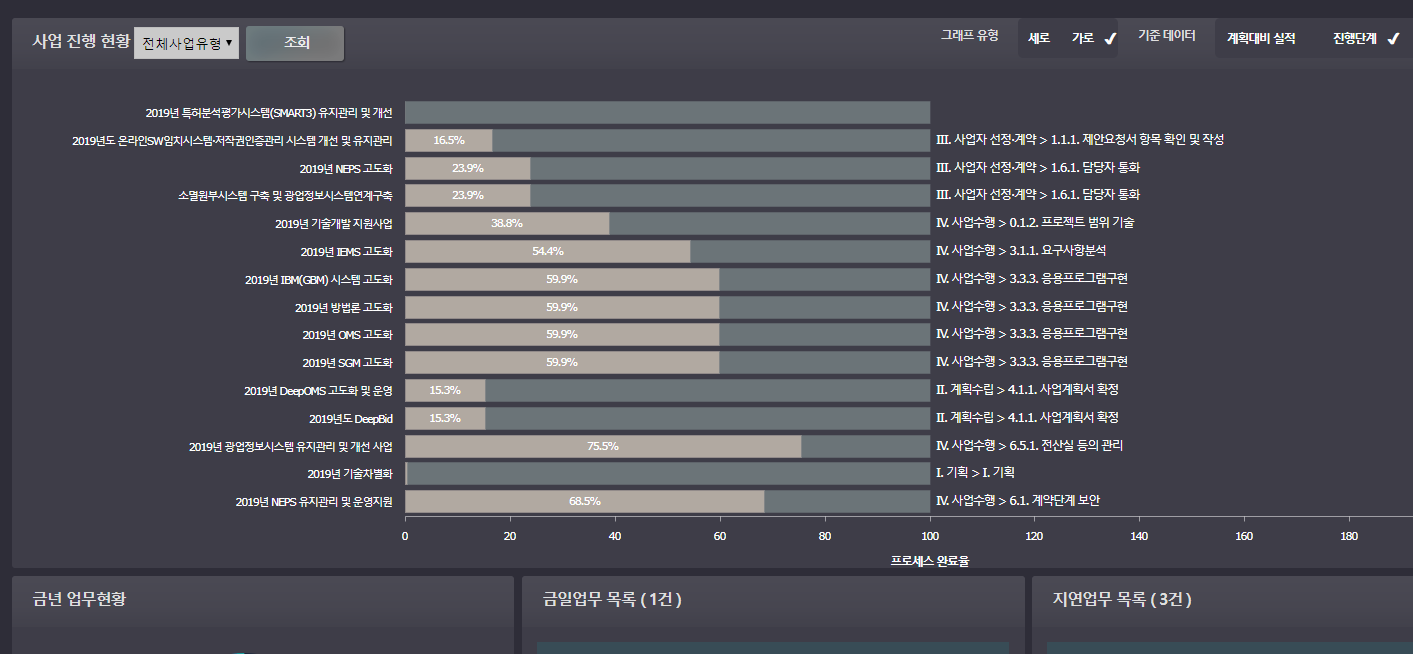 사업 진행 현황 전체사업유형 조회 그래프 유형 세로 가로 기준 데이터 계획대비 실적 진행단계
2019년 특허분석평가시스템(SMART3) 유지관리 및 개선
2019년도 온라인SW임치시스템·저작권인증관리 시스템 개선 및 유지관리 16.5% III. 사업자 선정·계약 > 1.1.1. 제안요청서 항목 확인 및 작성
2019년 NEPS 고도화 23.9% III. 사업자 선정·계약 > 1.6.1. 담당자 통화
소멸원부시스템 구축 및 광업정보시스템연계구축 23.9% III. 사업자 선정·계약 > 1.6.1. 담당자 통화
2019년 기술개발 지원사업 38.8% IV. 사업수행 > 0.1.2. 프로젝트 범위 기술
2019년 IEMS 고도화 54.4% IV. 사업수행 > 3.1.1. 요구사항분석
2019년 IBM(GBM) 시스템 고도화 59.9% IV. 사업수행 > 3.3.3. 응용프로그램구현
2019년 방법론 고도화 59.9% IV. 사업수행 > 3.3.3. 응용프로그램구현
2019년 OMS 고도화 59.9% IV. 사업수행 > 3.3.3. 응용프로그램구현
2019년 SGM 고도화 59.9% IV. 사업수행 > 3.3.3. 응용프로그램구현
2019년 DeepOMS 고도화 및 운영 15.3% II. 계획수립 > 4.1.1. 사업계획서 확정
2019년도 DeepBid 15.3% II. 계획수립 > 4.1.1. 사업계획서 확정
2019년 광업정보시스템 유지관리 및 개선 사업 75.5% IV. 사업수행 > 6.5.1. 전산실 등의 관리
2019년 기술차별화 I. 기획 > I. 기획
2019년 NEPS 유지관리 및 운영지원 68.5% IV. 사업수행 > 6.1. 계약단계 보안
0 20 40 60 80 100 120 140 160 180
프로세스 완료율
금년 업무현황 금일업무 목록 ( 1건 ) 지연업무 목록 ( 3건 )